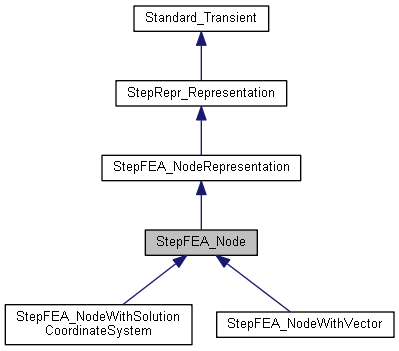 Standard_Transient
StepRepr_Representation
StepFEA_NodeRepresentation
StepFEA_Node
StepFEA_NodeWithSolution
CoordinateSystem
StepFEA_NodeWithVector